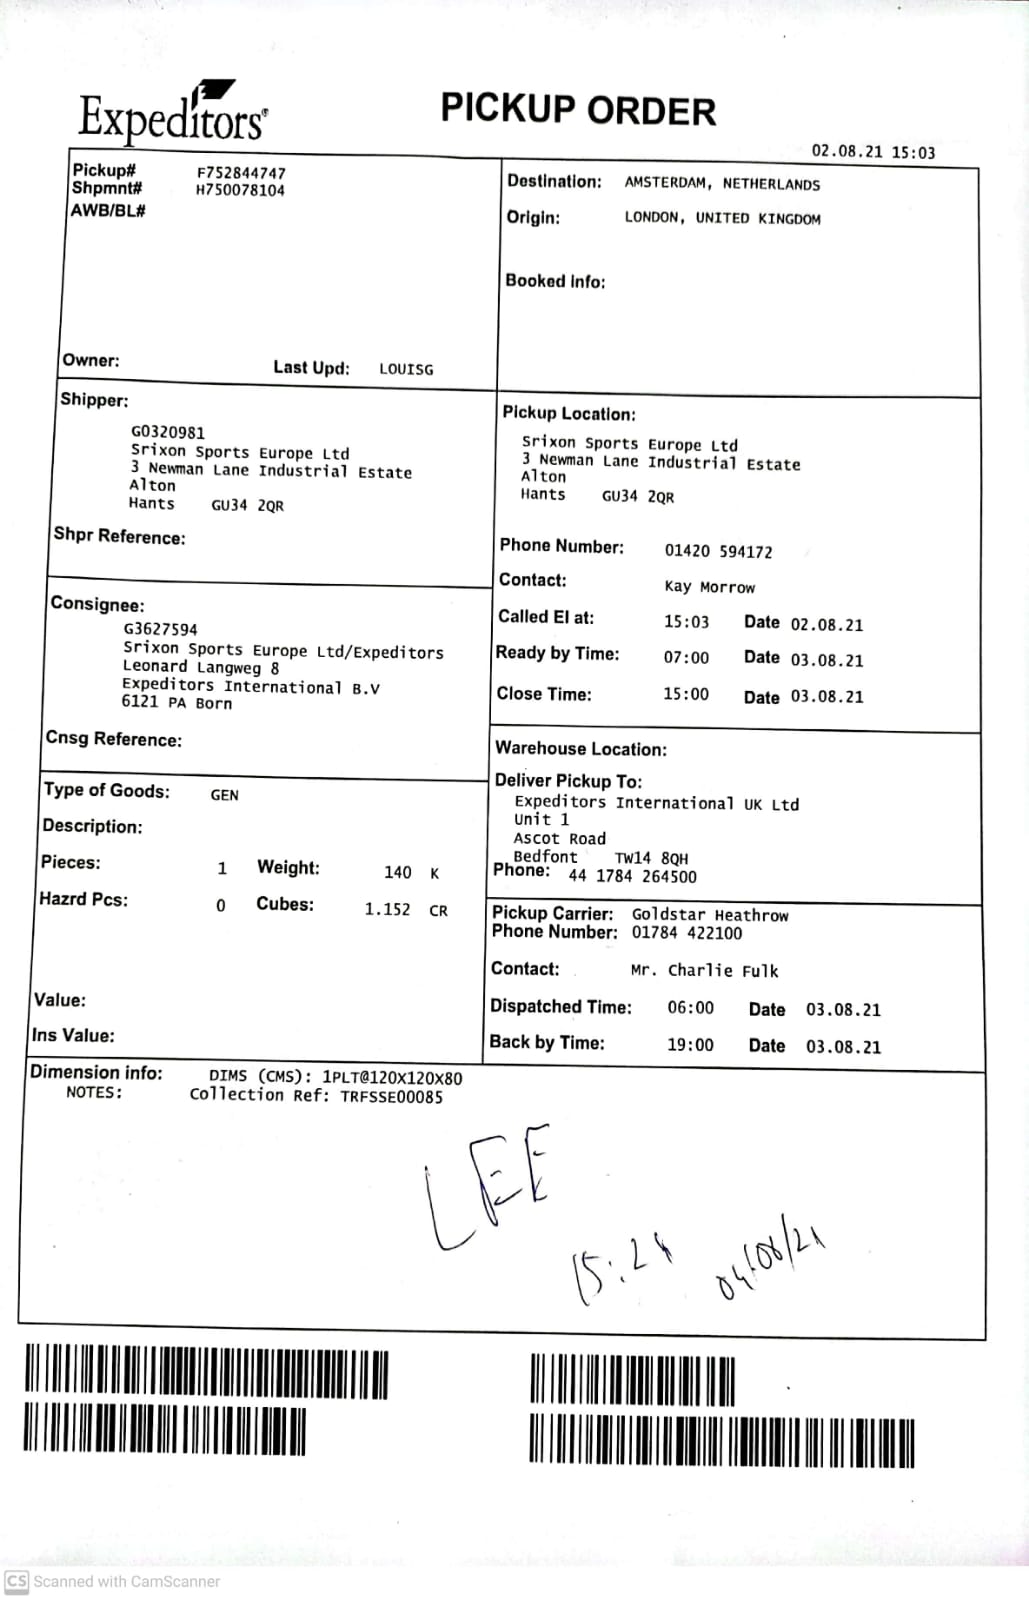 Expeditors®
PICKUP ORDER
02.08.21 15:03
Pickup# F752844747
Shpmnt# H750078104
AWB/BL#
Owner: Last Upd: LOUISG
Destination: AMSTERDAM, NETHERLANDS
Origin: LONDON, UNITED KINGDOM
Booked Info:
Shipper:
G0320981
Srixon Sports Europe Ltd
3 Newman Lane Industrial Estate
Alton
Hants GU34 2QR
Shpr Reference:
Pickup Location:
Srixon Sports Europe Ltd
3 Newman Lane Industrial Estate
Alton
Hants GU34 2QR
Phone Number: 01420 594172
Contact: Kay Morrow
Called EI at: 15:03 Date 02.08.21
Ready by Time: 07:00 Date 03.08.21
Close Time: 15:00 Date 03.08.21
Consignee:
G3627594
Srixon Sports Europe Ltd/Expeditors
Leonard Langweg 8
Expeditors International B.V
6121 PA Born
Cnsg Reference:
Warehouse Location:
Deliver Pickup To:
Expeditors International UK Ltd
Unit 1
Ascot Road
Bedfont TW14 8QH
Phone: 44 1784 264500
Type of Goods: GEN
Description:
Pieces: 1 Weight: 140 K
Hazrd Pcs: 0 Cubes: 1.152 CR
Value:
Ins Value:
Pickup Carrier: Goldstar Heathrow
Phone Number: 01784 422100
Contact: Mr. Charlie Fulk
Dispatched Time: 06:00 Date 03.08.21
Back by Time: 19:00 Date 03.08.21
Dimension info: DIMS (CMS): 1PLT@120X120X80
NOTES: Collection Ref: TRFSSE00085
LEE
04/08/21
CS Scanned with CamScanner